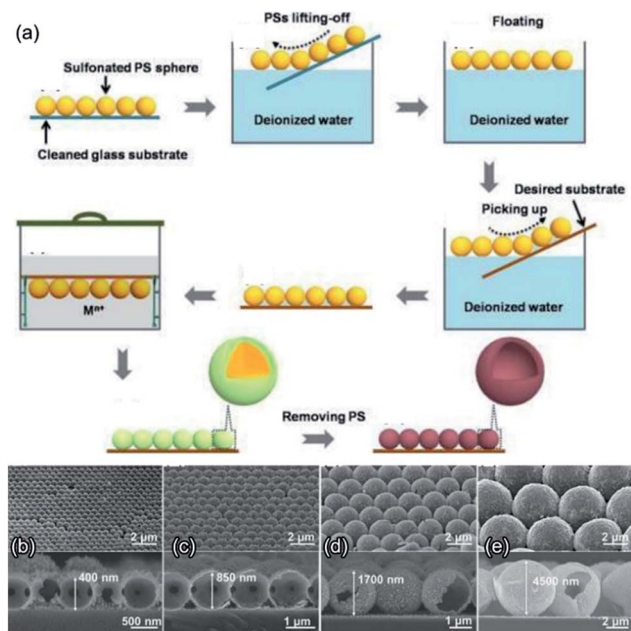 (a)
PSs lifting-off
Floating
Sulfonated PS sphere
Deionized water
Deionized water
Cleaned glass substrate
Desired substrate
Picking up
Mn+
Deionized water
Removing PS
2 μm
2 μm
2 μm
2 μm
(b)
(c)
(d)
(e)
400 nm
850 nm
1700 nm
4500 nm
500 nm
1 μm
1 μm
2 μm